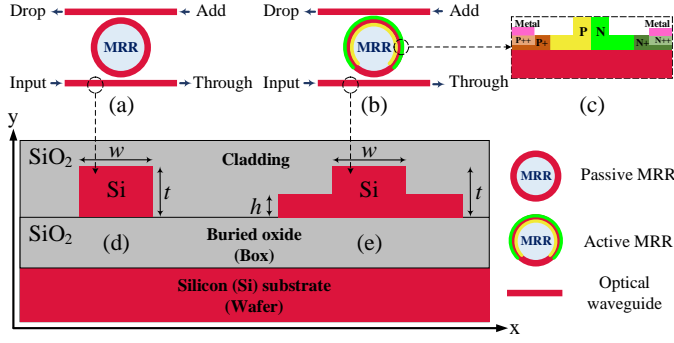 Drop
Add
MRR
Input
Through
(a)
Drop
Add
MRR
Input
Through
(b)
Metal
P
N
Metal
P++
P+
N+
N++
(c)
y
SiO2
w
Cladding
w
Si
t
h
t
SiO2
(d)
Buried oxide
(Box)
(e)
Silicon (Si) substrate
(Wafer)
x
MRR
Passive MRR
MRR
Active MRR
Optical
waveguide